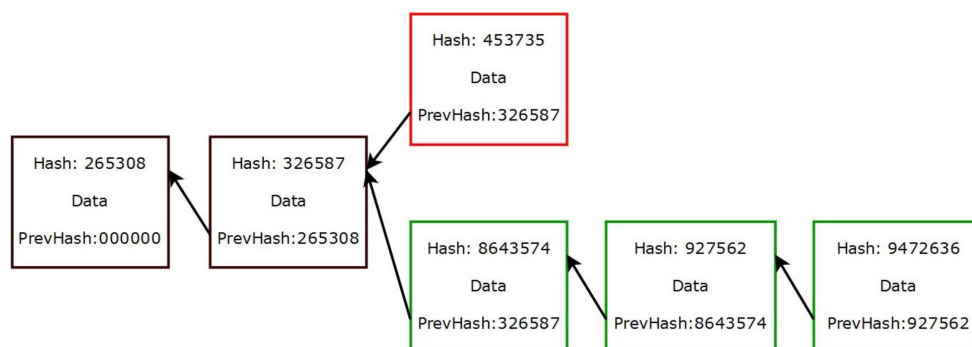 Hash: 453735
Data
PrevHash:326587
Hash: 265308
Data
PrevHash:000000
Hash: 326587
Data
PrevHash:265308
Hash: 8643574
Data
PrevHash:326587
Hash: 927562
Data
PrevHash:8643574
Hash: 9472636
Data
PrevHash:927562